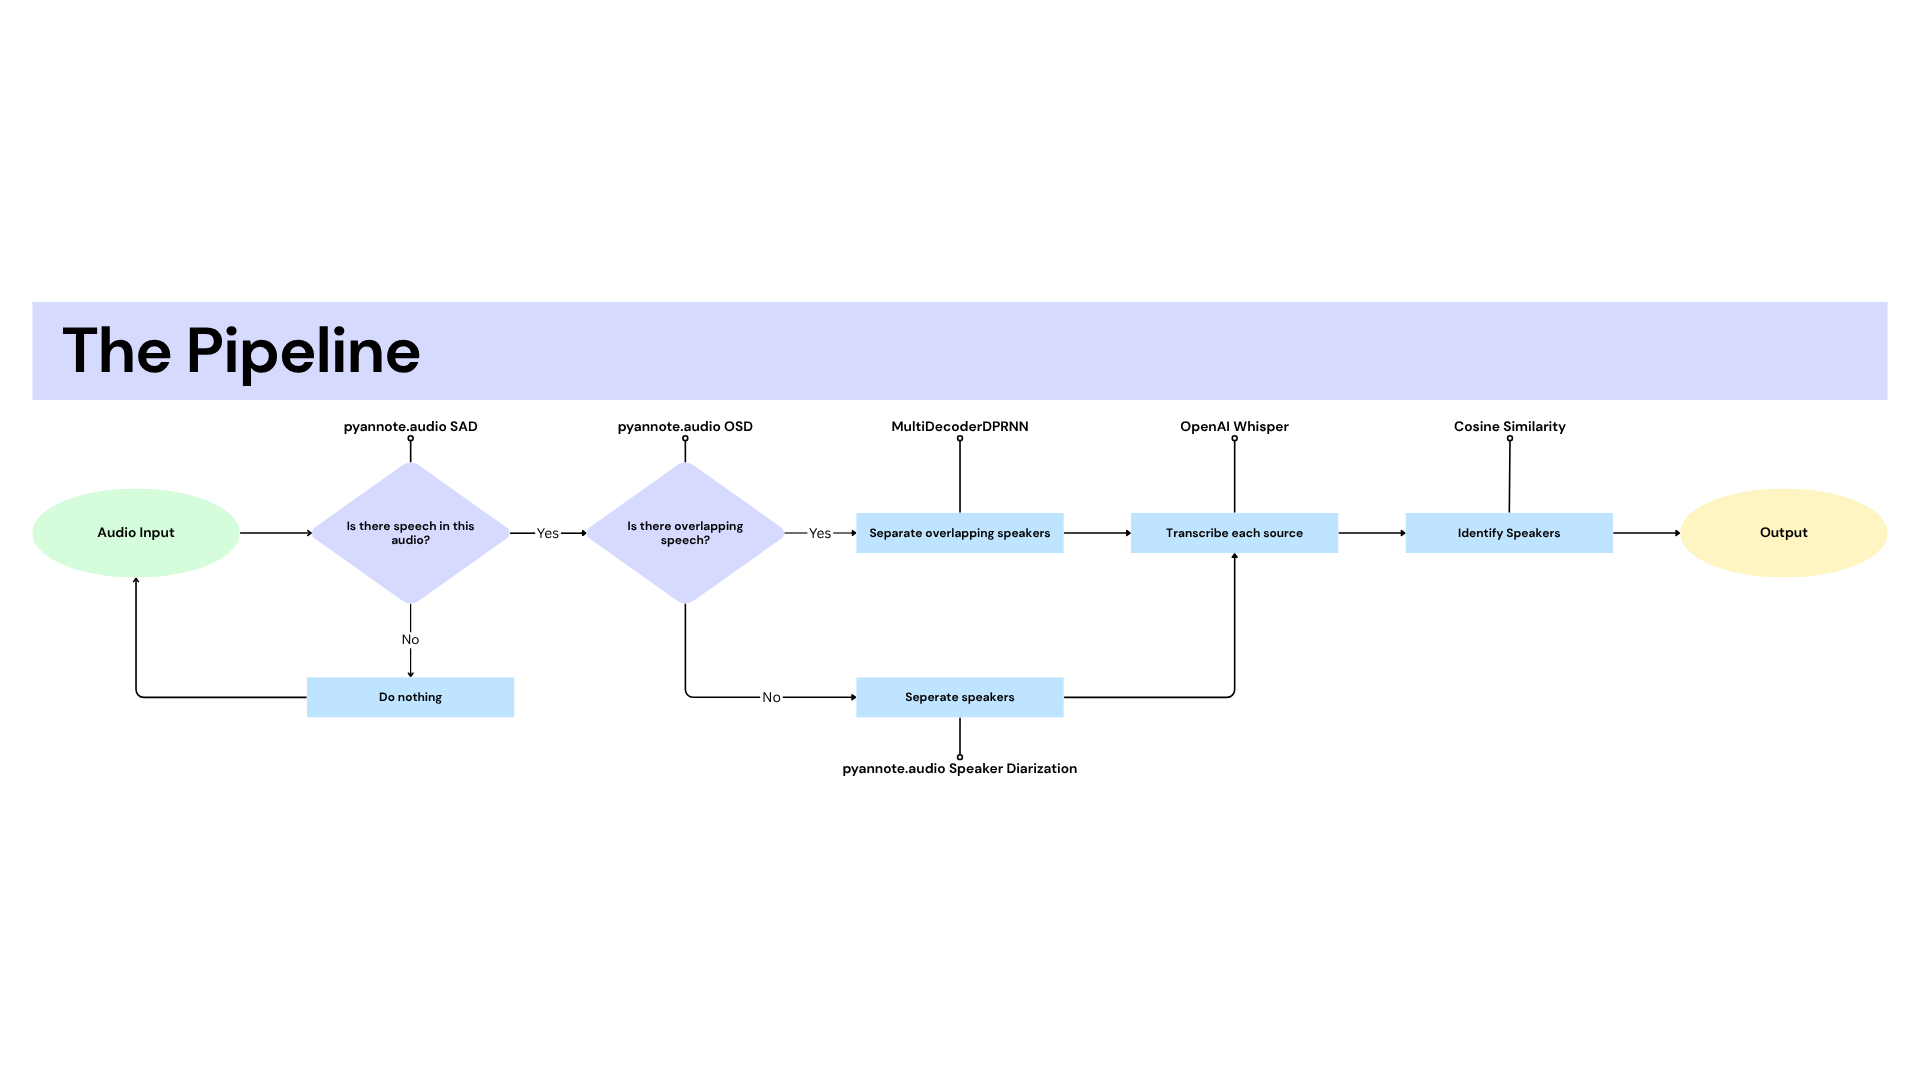 The Pipeline
pyannote.audio SAD
pyannote.audio OSD
MultiDecoderDPRNN
OpenAI Whisper
Cosine Similarity
Audio Input
Is there speech in this
audio?
Yes
Is there overlapping
speech?
Yes
Separate overlapping speakers
Transcribe each source
Identify Speakers
Output
No
Do nothing
No
Seperate speakers
pyannote.audio Speaker Diarization